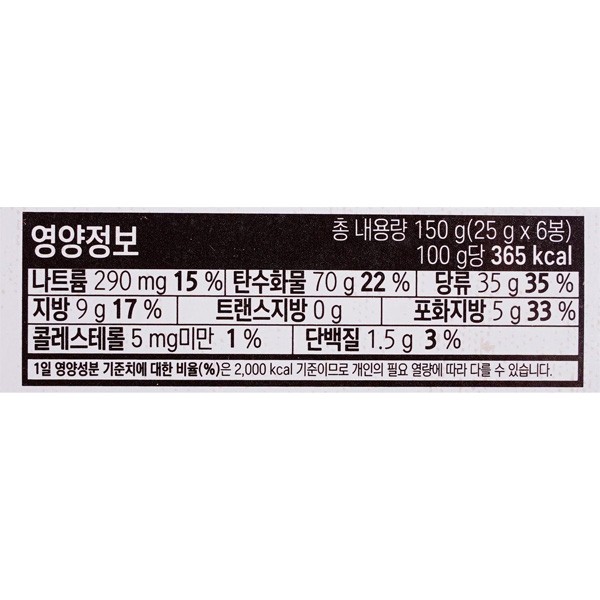 영양정보
총 내용량 150 g(25 g x 6봉)
100 g당 365 kcal
나트륨 290 mg 15 % 탄수화물 70 g 22 % 당류 35 g 35 %
지방 9 g 17 % 트랜스지방 0 g 포화지방 5 g 33 %
콜레스테롤 5 mg미만 1 % 단백질 1.5 g 3 %
1일 영양성분 기준치에 대한 비율(%)은 2,000 kcal 기준이므로 개인의 필요 열량에 따라 다를 수 있습니다.